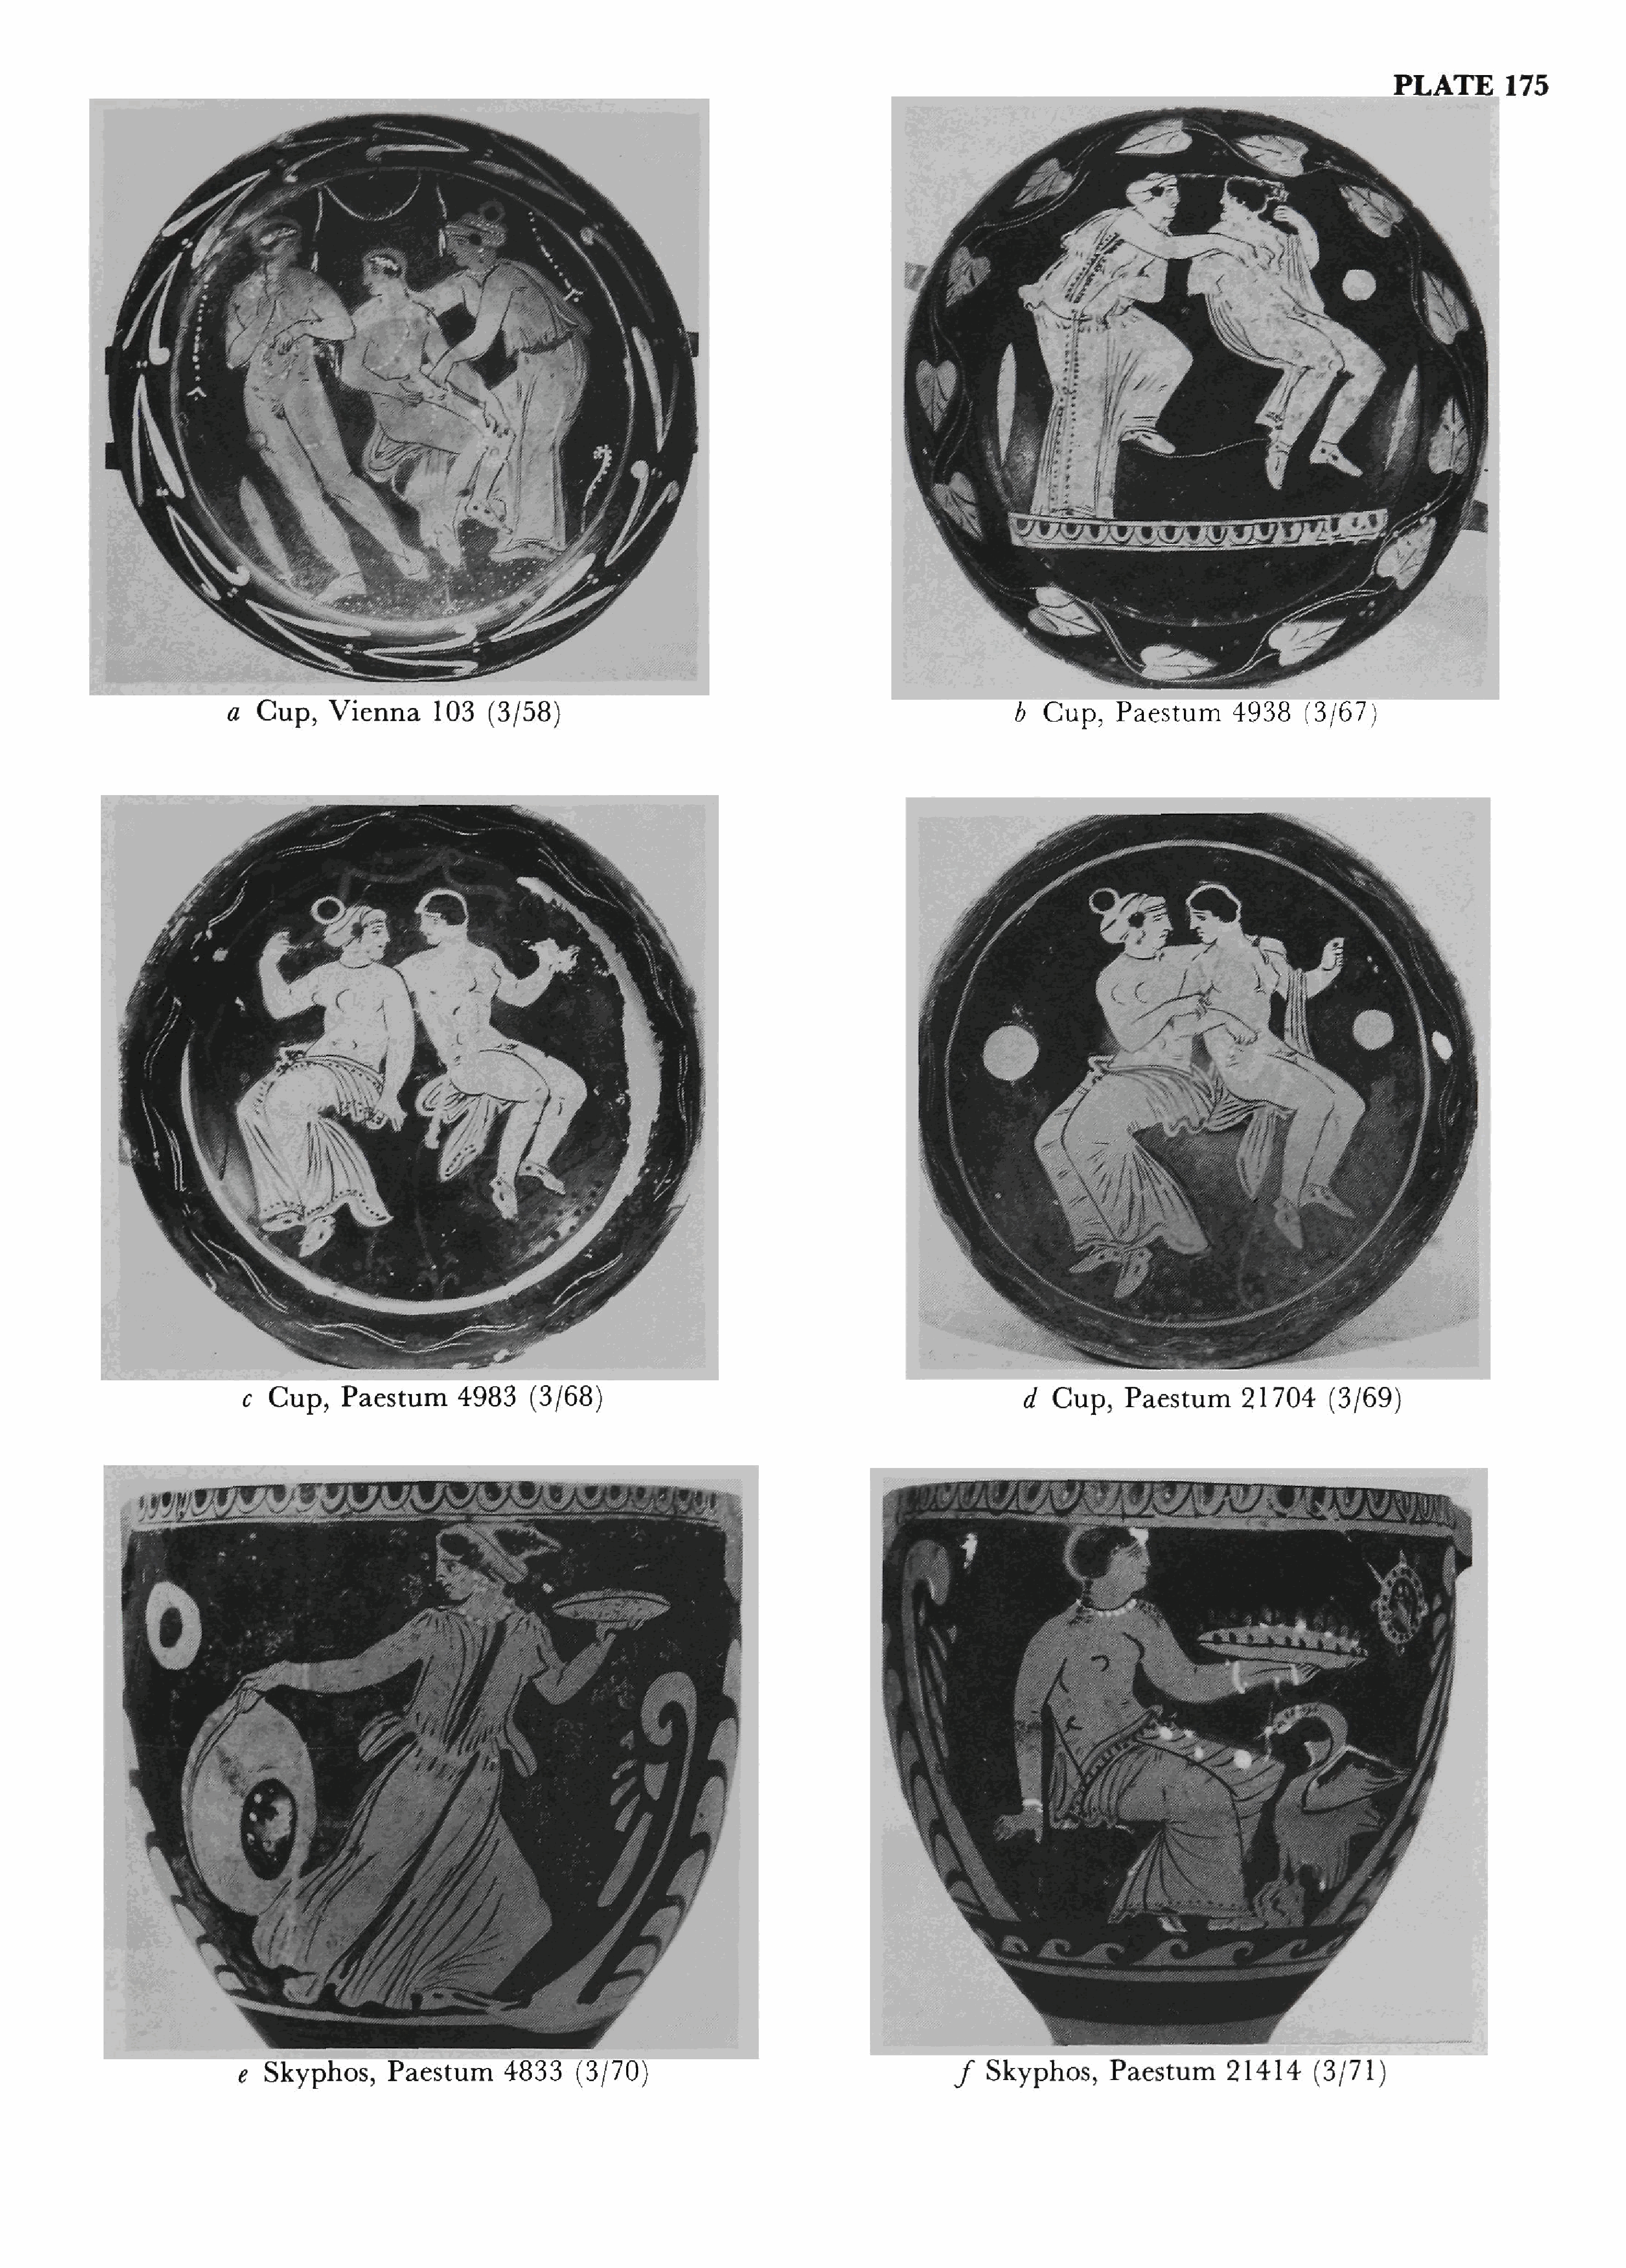 PLATE 175
a Cup, Vienna 103 (3/58)
b Cup, Paestum 4938 (3/67)
c Cup, Paestum 4983 (3/68)
d Cup, Paestum 21704 (3/69)
e Skyphos, Paestum 4833 (3/70)
f Skyphos, Paestum 21414 (3/71)